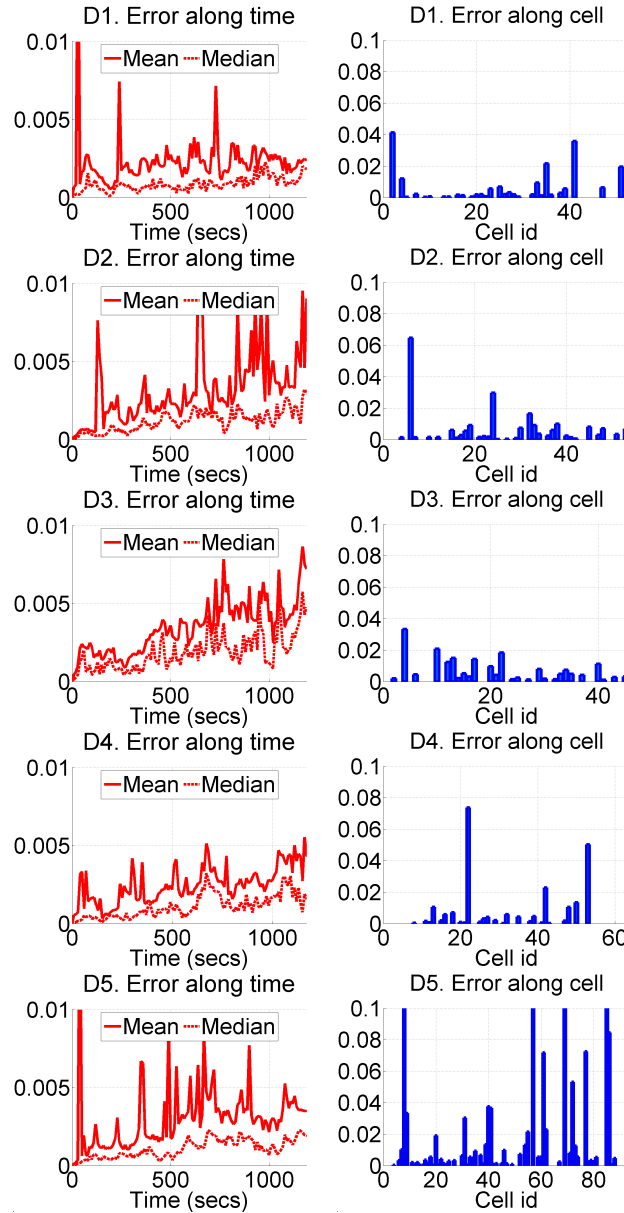 D1. Error along time
0.01
0.005
0
Mean Median
0 500 1000
Time (secs)
D1. Error along cell
0.1
0.08
0.06
0.04
0.02
0
0 20 40
Cell id
D2. Error along time
0.01
0.005
0
Mean Median
0 500 1000
Time (secs)
D2. Error along cell
0.1
0.08
0.06
0.04
0.02
0
0 20 40
Cell id
D3. Error along time
0.01
0.005
0
Mean Median
0 500 1000
Time (secs)
D3. Error along cell
0.1
0.08
0.06
0.04
0.02
0
0 20 40
Cell id
D4. Error along time
0.01
0.005
0
Mean Median
0 500 1000
Time (secs)
D4. Error along cell
0.1
0.08
0.06
0.04
0.02
0
0 20 40 60
Cell id
D5. Error along time
0.01
0.005
0
Mean Median
0 500 1000
Time (secs)
D5. Error along cell
0.1
0.08
0.06
0.04
0.02
0
0 20 40 60 80
Cell id